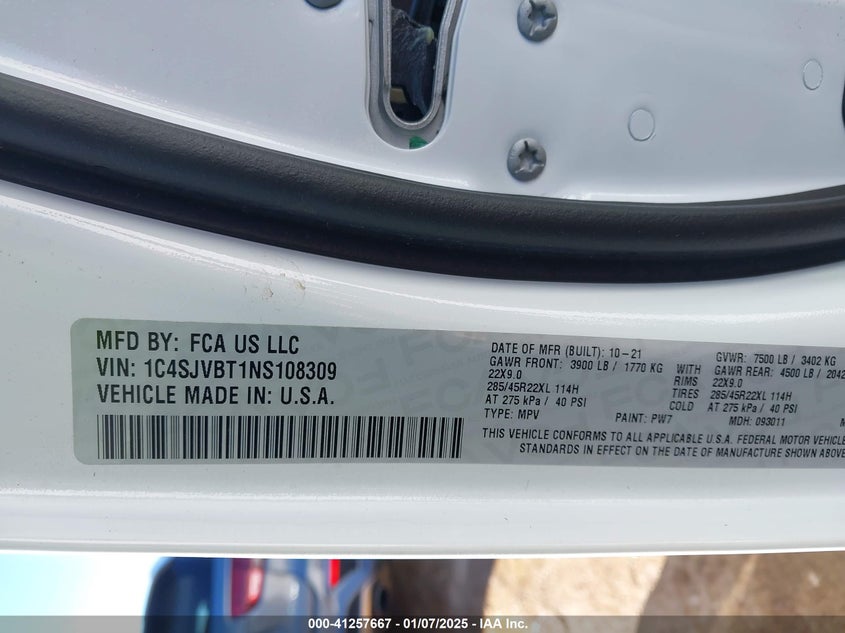 MFD BY: FCA US LLC
VIN: 1C4SJVBT1NS108309
VEHICLE MADE IN: U.S.A.
DATE OF MFR (BUILT): 10-21 GVWR: 7500 LB / 3402 KG
GAWR FRONT: 3900 LB / 1770 KG WITH GAWR REAR: 4500 LB / 2042
22X9.0 RIMS 22X9.0
285/45R22XL 114H TIRES 285/45R22XL 114H
AT 275 kPa / 40 PSI COLD AT 275 kPa / 40 PSI
TYPE: MPV PAINT: PW7 MDH: 093011 M
THIS VEHICLE CONFORMS TO ALL APPLICABLE U.S.A. FEDERAL MOTOR VEHICLE
STANDARDS IN EFFECT ON THE DATE OF MANUFACTURE SHOWN ABOVE
000-41257667 - 01/07/2025 - IAA Inc.